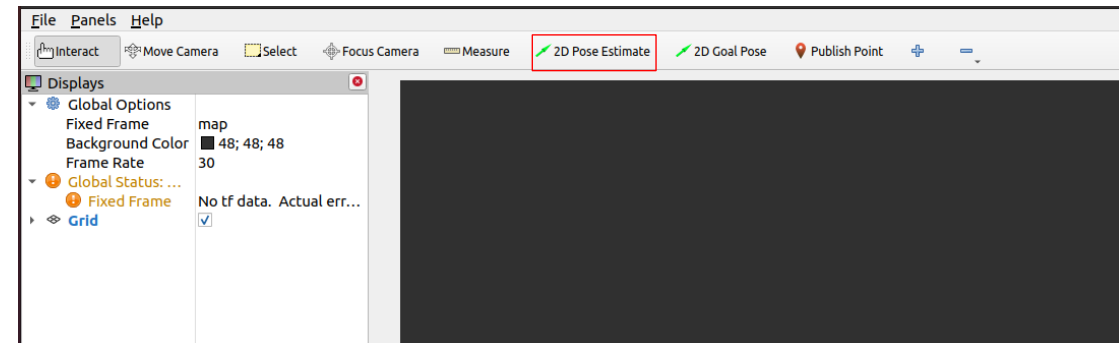 File Panels Help
Interact Move Camera Select Focus Camera Measure 2D Pose Estimate 2D Goal Pose Publish Point
Displays
Global Options
Fixed Frame map
Background Color 48; 48; 48
Frame Rate 30
Global Status: ...
Fixed Frame No tf data. Actual err...
Grid